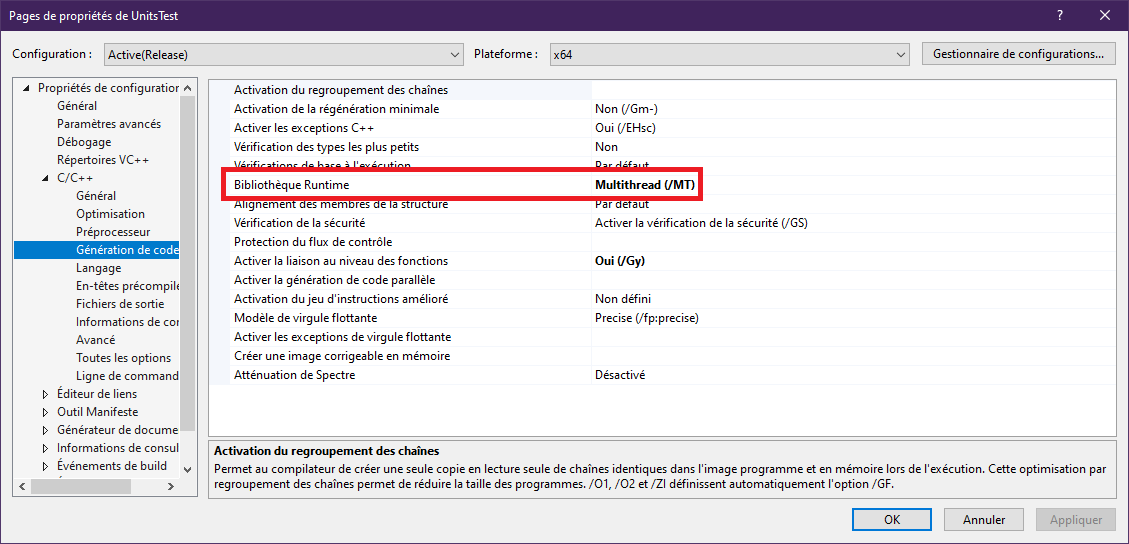 Pages de propriétés de UnitsTest
Configuration : Active(Release) Plateforme : x64 Gestionnaire de configurations...
Propriétés de configuration
Général
Paramètres avancés
Débogage
Répertoires VC++
C/C++
Général
Optimisation
Préprocesseur
Génération de code
Langage
En-têtes précompile
Fichiers de sortie
Informations de cor
Avancé
Toutes les options
Ligne de command
Éditeur de liens
Outil Manifeste
Générateur de docume
Informations de consul
Événements de build
Activation du regroupement des chaînes
Activation de la régénération minimale Non (/Gm-)
Activer les exceptions C++ Oui (/EHsc)
Vérification des types les plus petits Non
Vérifications de base à l'exécution Par défaut
Bibliothèque Runtime Multithread (/MT)
Alignement des membres de la structure Par défaut
Vérification de la sécurité Activer la vérification de la sécurité (/GS)
Protection du flux de contrôle
Activer la liaison au niveau des fonctions Oui (/Gy)
Activer la génération de code parallèle
Activation du jeu d'instructions amélioré Non défini
Modèle de virgule flottante Precise (/fp:precise)
Activer les exceptions de virgule flottante
Créer une image corrigeable en mémoire
Atténuation de Spectre Désactivé
Activation du regroupement des chaînes
Permet au compilateur de créer une seule copie en lecture seule de chaînes identiques dans l'image programme et en mémoire lors de l'exécution. Cette optimisation par
regroupement des chaînes permet de réduire la taille des programmes. /O1, /O2 et /ZI définissent automatiquement l'option /GF.
OK Annuler Appliquer